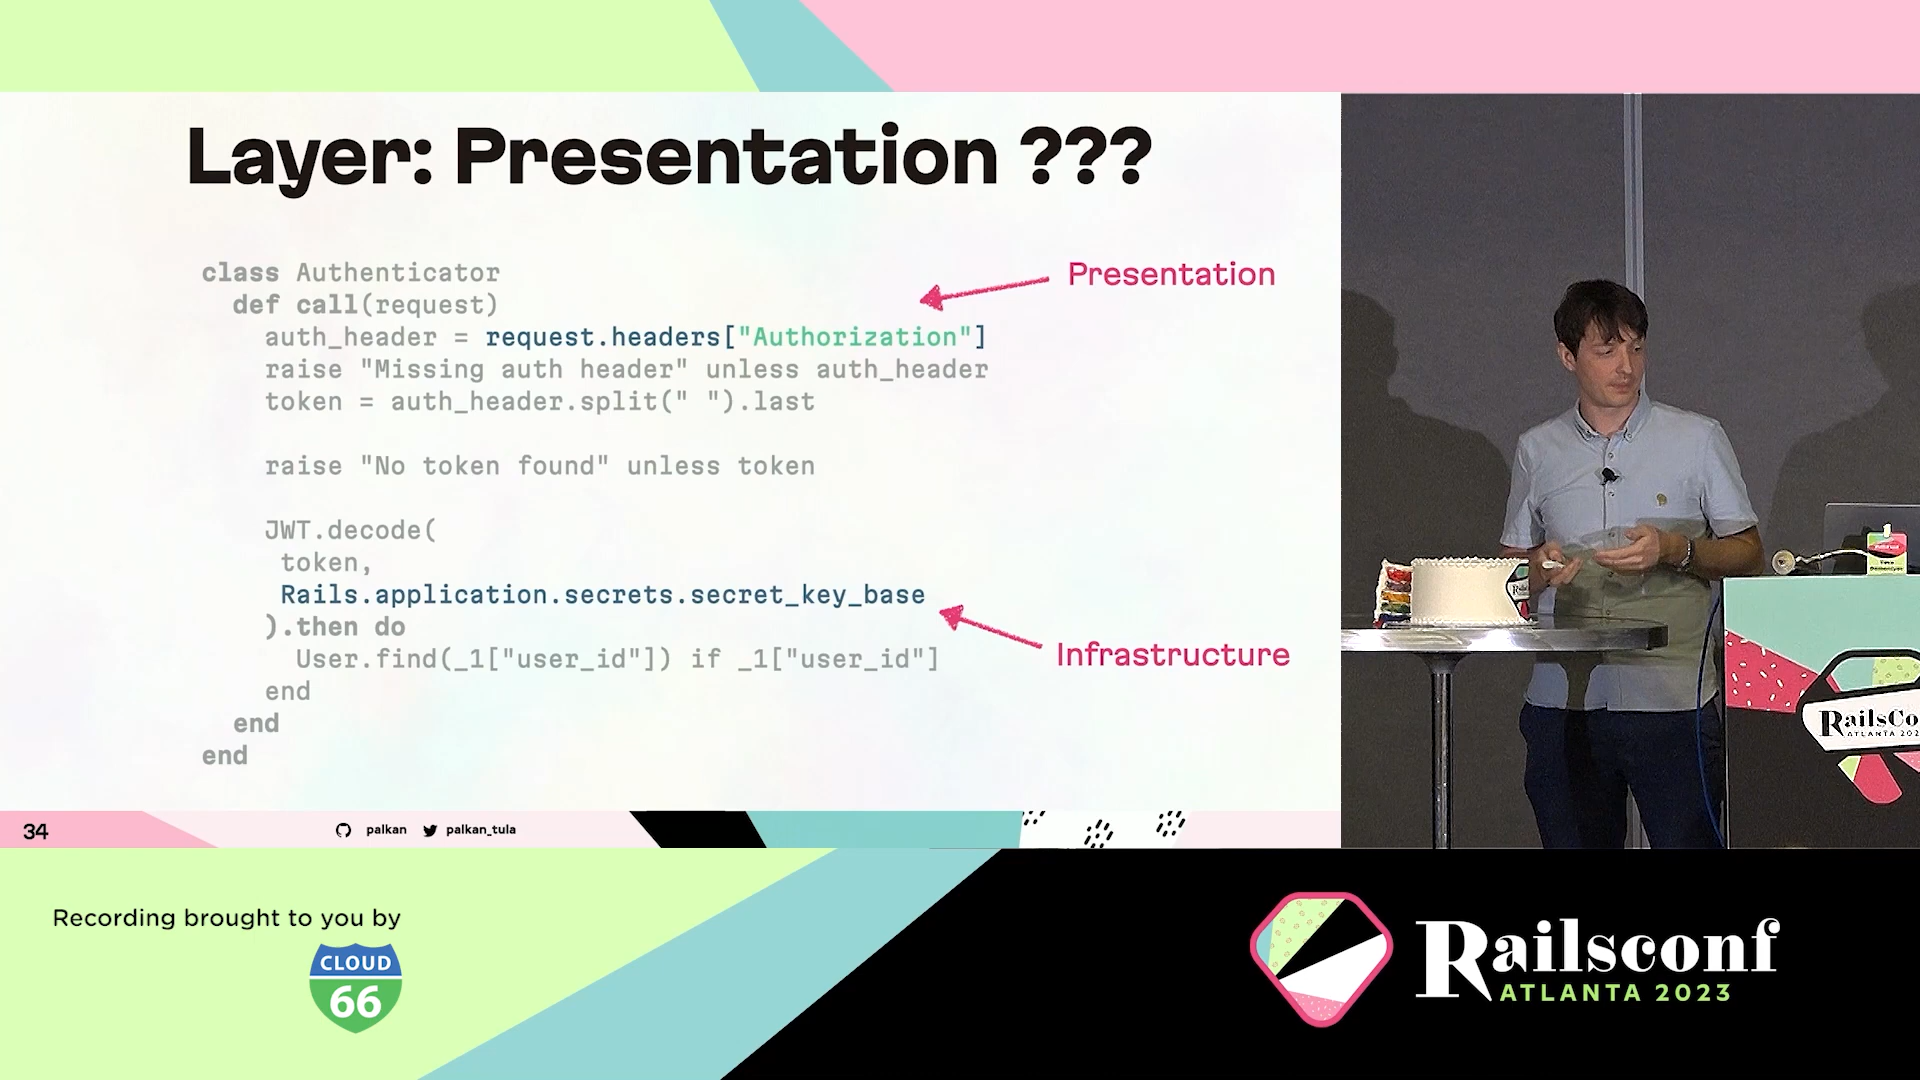 Layer: Presentation ???
class Authenticator
def call(request)
auth_header = request.headers["Authorization"]
raise "Missing auth header" unless auth_header
token = auth_header.split(" ").last
raise "No token found" unless token
JWT.decode(
token,
Rails.application.secrets.secret_key_base
).then do
User.find(_1["user_id"]) if _1["user_id"]
end
end
end
Presentation
Infrastructure
34
palkan
palkan_tula
RailsCo
ATLANTA 202
Recording brought to you by
CLOUD
66
Railsconf
ATLANTA 2023